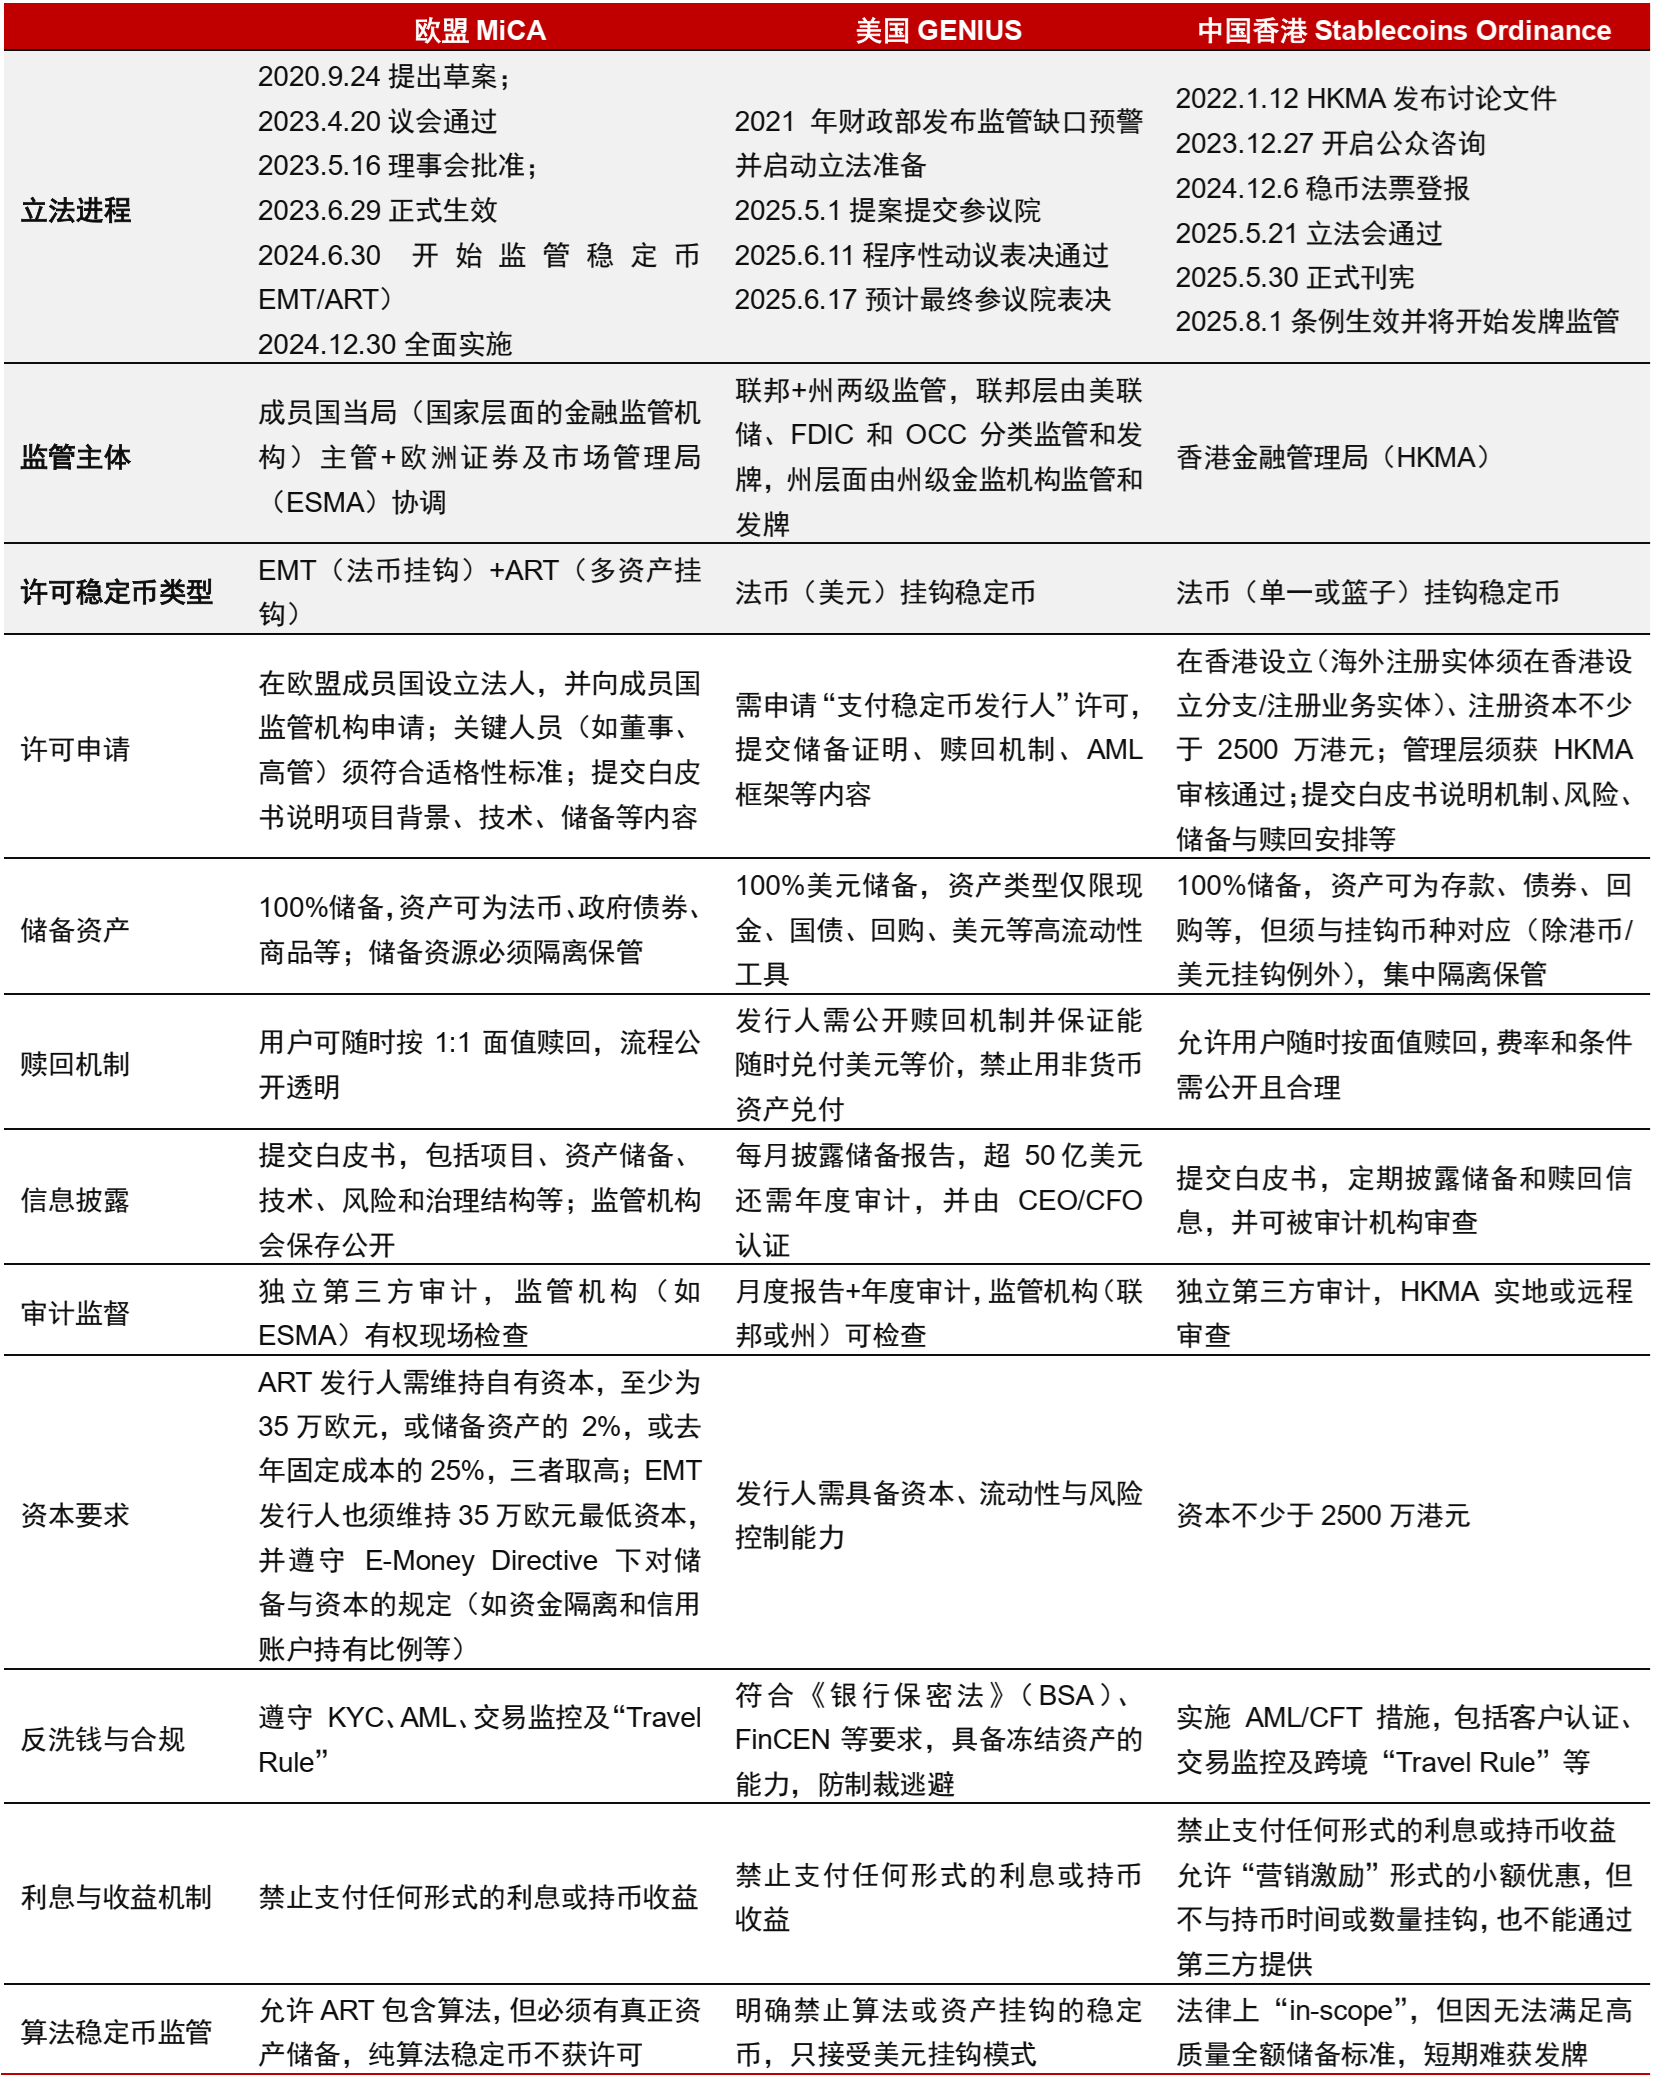 欧盟 MiCA
美国 GENIUS
中国香港 Stablecoins Ordinance
立法进程
2020.9.24 提出草案；
2023.4.20 议会通过
2023.5.16 理事会批准；
2023.6.29 正式生效
2024.6.30 开始监管稳定币
EMT/ART）
2024.12.30 全面实施
2021 年财政部发布监管缺口预警
并启动立法准备
2025.5.1 提案提交参议院
2025.6.11 程序性动议表决通过
2025.6.17 预计最终参议院表决
2022.1.12 HKMA 发布讨论文件
2023.12.27 开启公众咨询
2024.12.6 稳币法票登报
2025.5.21 立法会通过
2025.5.30 正式刊宪
2025.8.1 条例生效并将开始发牌监管
监管主体
成员国当局（国家层面的金融监管机
构）主管+欧洲证券及市场管理局
（ESMA）协调
联邦+州两级监管，联邦层由美联
储、FDIC 和 OCC 分类监管和发
牌，州层面由州级金监机构监管和
发牌
香港金融管理局（HKMA）
许可稳定币类型
EMT（法币挂钩）+ART（多资产挂
钩）
法币（美元）挂钩稳定币
法币（单一或篮子）挂钩稳定币
许可申请
在欧盟成员国设立法人，并向成员国
监管机构申请；关键人员（如董事、
高管）须符合适格性标准；提交白皮
书说明项目背景、技术、储备等内容
需申请“支付稳定币发行人”许可，
提交储备证明、赎回机制、AML
框架等内容
在香港设立（海外注册实体须在香港设
立分支/注册业务实体）、注册资本不少
于 2500 万港元；管理层须获 HKMA
审核通过；提交白皮书说明机制、风险、
储备与赎回安排等
储备资产
100%储备，资产可为法币、政府债券、
商品等；储备资源必须隔离保管
100%美元储备，资产类型仅限现
金、国债、回购、美元等高流动性
工具
100%储备，资产可为存款、债券、回
购等，但须与挂钩币种对应（除港币/
美元挂钩例外），集中隔离保管
赎回机制
用户可随时按 1:1 面值赎回，流程公
开透明
发行人需公开赎回机制并保证能
随时兑付美元等价，禁止用非货币
资产兑付
允许用户随时按面值赎回，费率和条件
需公开且合理
信息披露
提交白皮书，包括项目、资产储备、
技术、风险和治理结构等；监管机构
会保存公开
每月披露储备报告，超 50亿美元
还需年度审计，并由 CEO/CFO
认证
提交白皮书，定期披露储备和赎回信
息，并可被审计机构审查
审计监督
独立第三方审计，监管机构（如
ESMA）有权现场检查
月度报告+年度审计，监管机构（联
邦或州）可检查
独立第三方审计，HKMA 实地或远程
审查
资本要求
ART 发行人需维持自有资本，至少为
35 万欧元，或储备资产的 2%，或去
年固定成本的 25%，三者取高；EMT
发行人也须维持 35 万欧元最低资本，
并遵守 E-Money Directive 下对储
备与资本的规定（如资金隔离和信用
账户持有比例等）
发行人需具备资本、流动性与风险
控制能力
资本不少于 2500 万港元
反洗钱与合规
遵守 KYC、AML、交易监控及“Travel
Rule”
符合《银行保密法》（BSA）、
FinCEN 等要求，具备冻结资产的
能力，防制裁逃避
实施 AML/CFT 措施，包括客户认证、
交易监控及跨境“Travel Rule”等
利息与收益机制
禁止支付任何形式的利息或持币收益
禁止支付任何形式的利息或持币
收益
禁止支付任何形式的利息或持币收益
允许“营销激励”形式的小额优惠，但
不与持币时间或数量挂钩，也不能通过
第三方提供
算法稳定币监管
允许 ART 包含算法，但必须有真正资
产储备，纯算法稳定币不获许可
明确禁止算法或资产挂钩的稳定
币，只接受美元挂钩模式
法律上“in-scope”，但因无法满足高
质量全额储备标准，短期难获发牌